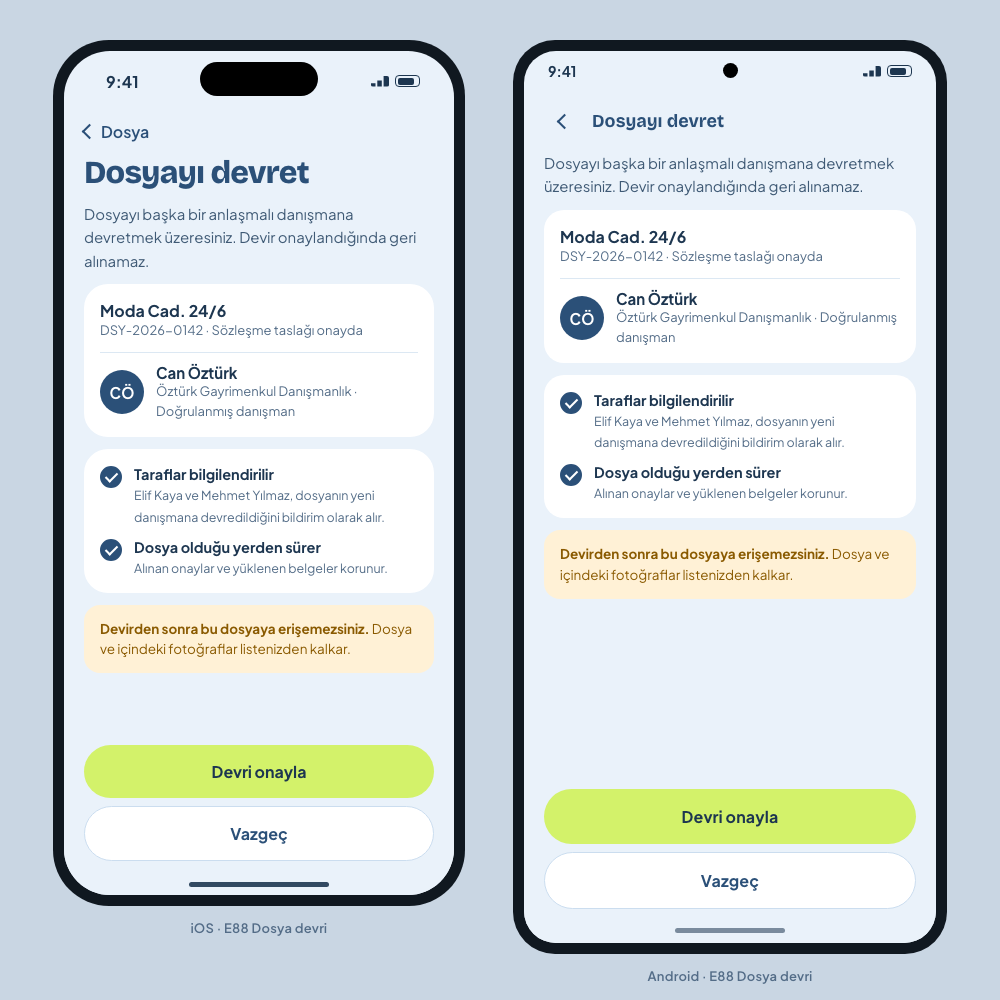 9:41
Dosya
Dosyayı devret
Dosyayı başka bir anlaşmalı danışmana
devretmek üzeresiniz. Devir onaylandığında geri
alınamaz.
Moda Cad. 24/6
DSY-2026-0142 · Sözleşme taslağı onayda
CÖ
Can Öztürk
Öztürk Gayrimenkul Danışmanlık ·
Doğrulanmış danışman
Taraflar bilgilendirilir
Elif Kaya ve Mehmet Yılmaz, dosyanın yeni
danışmana devredildiğini bildirim olarak alır.
Dosya olduğu yerden sürer
Alınan onaylar ve yüklenen belgeler korunur.
Devirden sonra bu dosyaya erişemezsiniz. Dosya
ve içindeki fotoğraflar listenizden kalkar.
Devri onayla
Vazgeç
iOS · E88 Dosya devri
9:41
Dosyayı devret
Dosyayı başka bir anlaşmalı danışmana devretmek
üzeresiniz. Devir onaylandığında geri alınamaz.
Moda Cad. 24/6
DSY-2026-0142 · Sözleşme taslağı onayda
CÖ
Can Öztürk
Öztürk Gayrimenkul Danışmanlık · Doğrulanmış
danışman
Taraflar bilgilendirilir
Elif Kaya ve Mehmet Yılmaz, dosyanın yeni
danışmana devredildiğini bildirim olarak alır.
Dosya olduğu yerden sürer
Alınan onaylar ve yüklenen belgeler korunur.
Devirden sonra bu dosyaya erişemezsiniz. Dosya ve
içindeki fotoğraflar listenizden kalkar.
Devri onayla
Vazgeç
Android · E88 Dosya devri